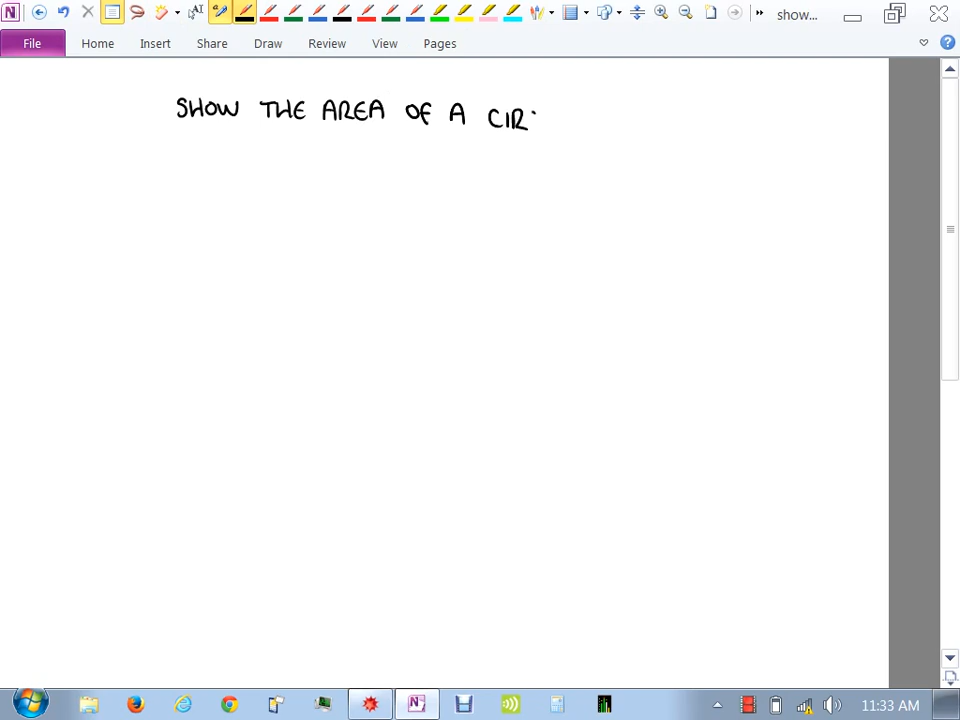 show...
File Home Insert Share Draw Review View Pages
SHOW THE AREA OF A CIR
11:33 AM